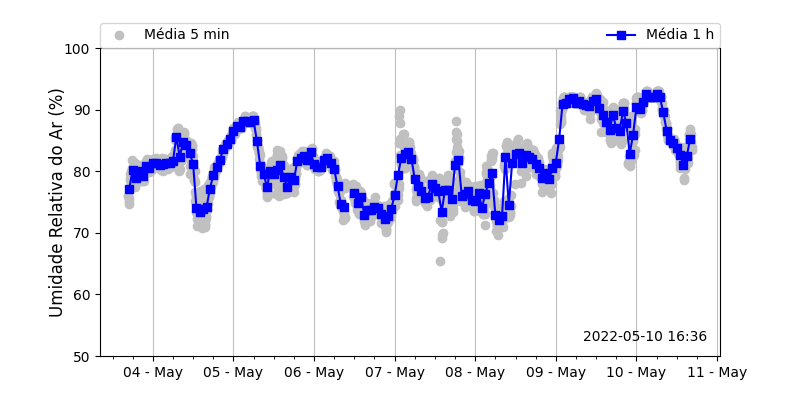 Média 5 min
Média 1 h
Umidade Relativa do Ar (%)
100
90
80
70
60
50
2022-05-10 16:36
04 - May
05 - May
06 - May
07 - May
08 - May
09 - May
10 - May
11 - May